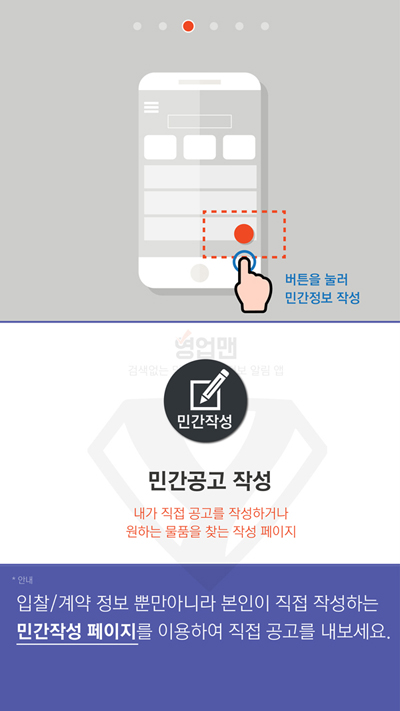 버튼을 눌러
민간정보 작성
영업맨
검색없는 알림 앱
민간작성
민간공고 작성
내가 직접 공고를 작성하거나
원하는 물품을 찾는 작성 페이지
* 안내
입찰/계약 정보 뿐만아니라 본인이 직접 작성하는
민간작성 페이지를 이용하여 직접 공고를 내보세요.